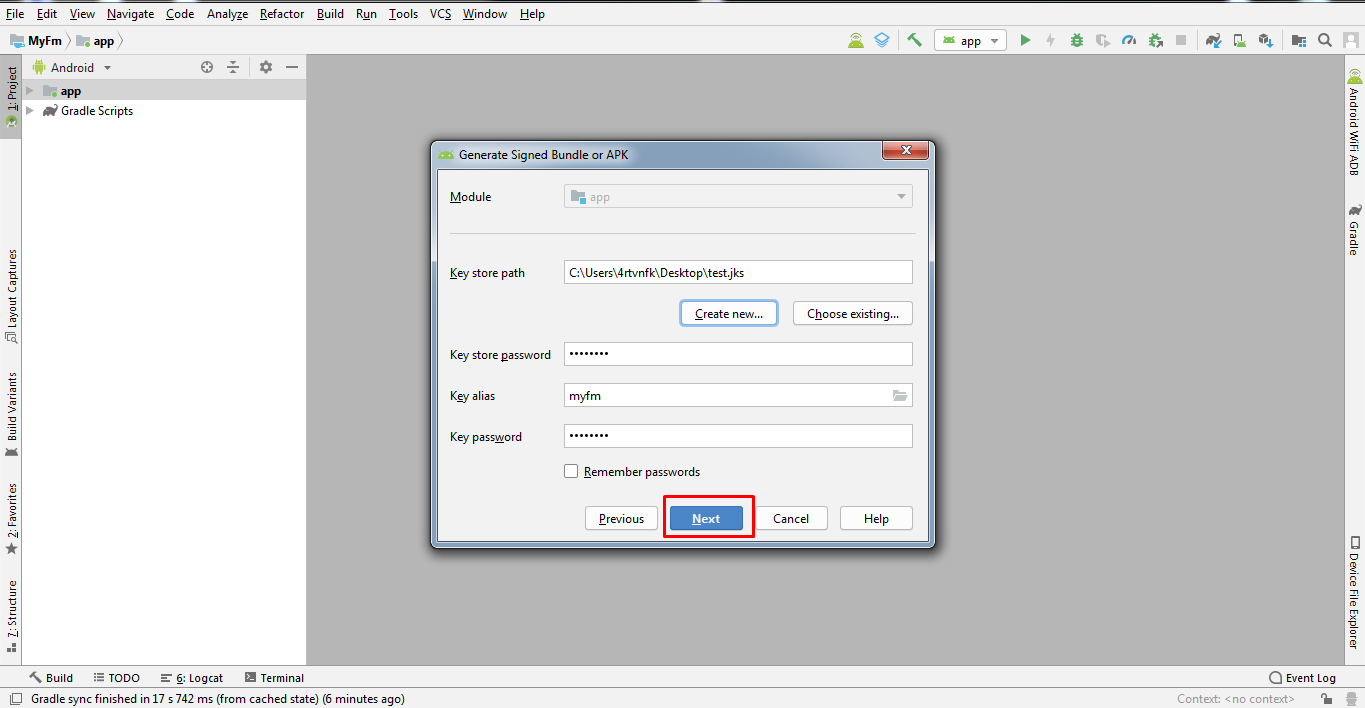 File Edit View Navigate Code Analyze Refactor Build Run Tools VCS Window Help
MyFm app
app
Android
1: Project
app
Gradle Scripts
Layout Captures
Build Variants
2: Favorites
7: Structure
Generate Signed Bundle or APK
Module app
Key store path C:\Users\4rtvnfk\Desktop\test.jks
Create new... Choose existing...
Key store password ••••••••
Key alias myfm
Key password ••••••••
Remember passwords
Previous Next Cancel Help
Android WiFi ADB
Gradle
Device File Explorer
Build TODO 6: Logcat Terminal Event Log
Gradle sync finished in 17 s 742 ms (from cached state) (6 minutes ago) Context: <no context>